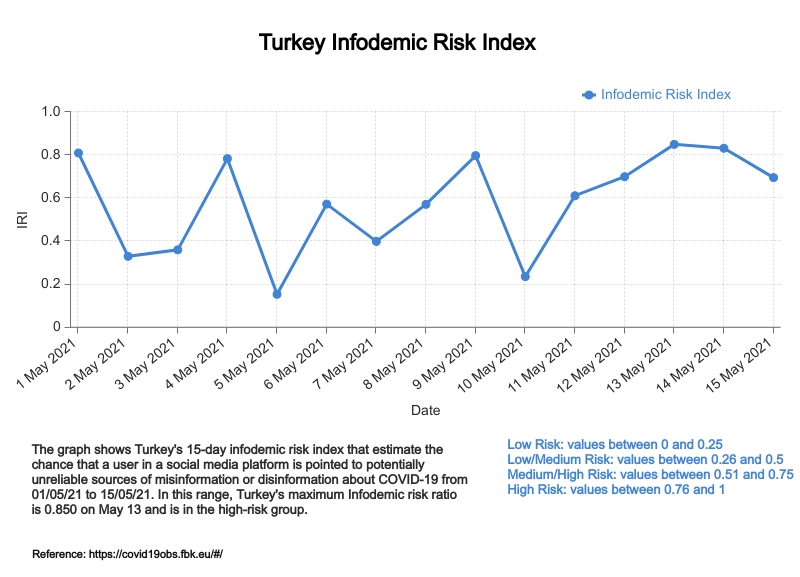 Turkey Infodemic Risk Index
Infodemic Risk Index
1.0
0.8
0.6
0.4
0.2
0
IRI
1 May 2021
2 May 2021
3 May 2021
4 May 2021
5 May 2021
6 May 2021
7 May 2021
8 May 2021
9 May 2021
10 May 2021
11 May 2021
12 May 2021
13 May 2021
14 May 2021
15 May 2021
Date
The graph shows Turkey's 15-day infodemic risk index that estimate the
chance that a user in a social media platform is pointed to potentially
unreliable sources of misinformation or disinformation about COVID-19 from
01/05/21 to 15/05/21. In this range, Turkey's maximum Infodemic risk ratio
is 0.850 on May 13 and is in the high-risk group.
Low Risk: values between 0 and 0.25
Low/Medium Risk: values between 0.26 and 0.5
Medium/High Risk: values between 0.51 and 0.75
High Risk: values between 0.76 and 1
Reference: https://covid19obs.fbk.eu/#/